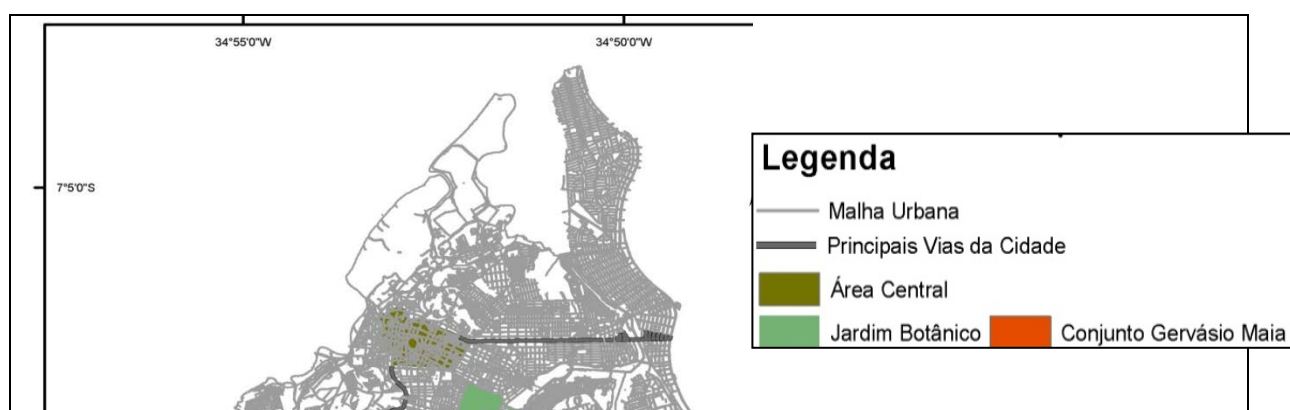 34°55'0"W 34°50'0"W
7°5'0"S
Legenda
Malha Urbana
Principais Vias da Cidade
Área Central
Jardim Botânico Conjunto Gervásio Maia